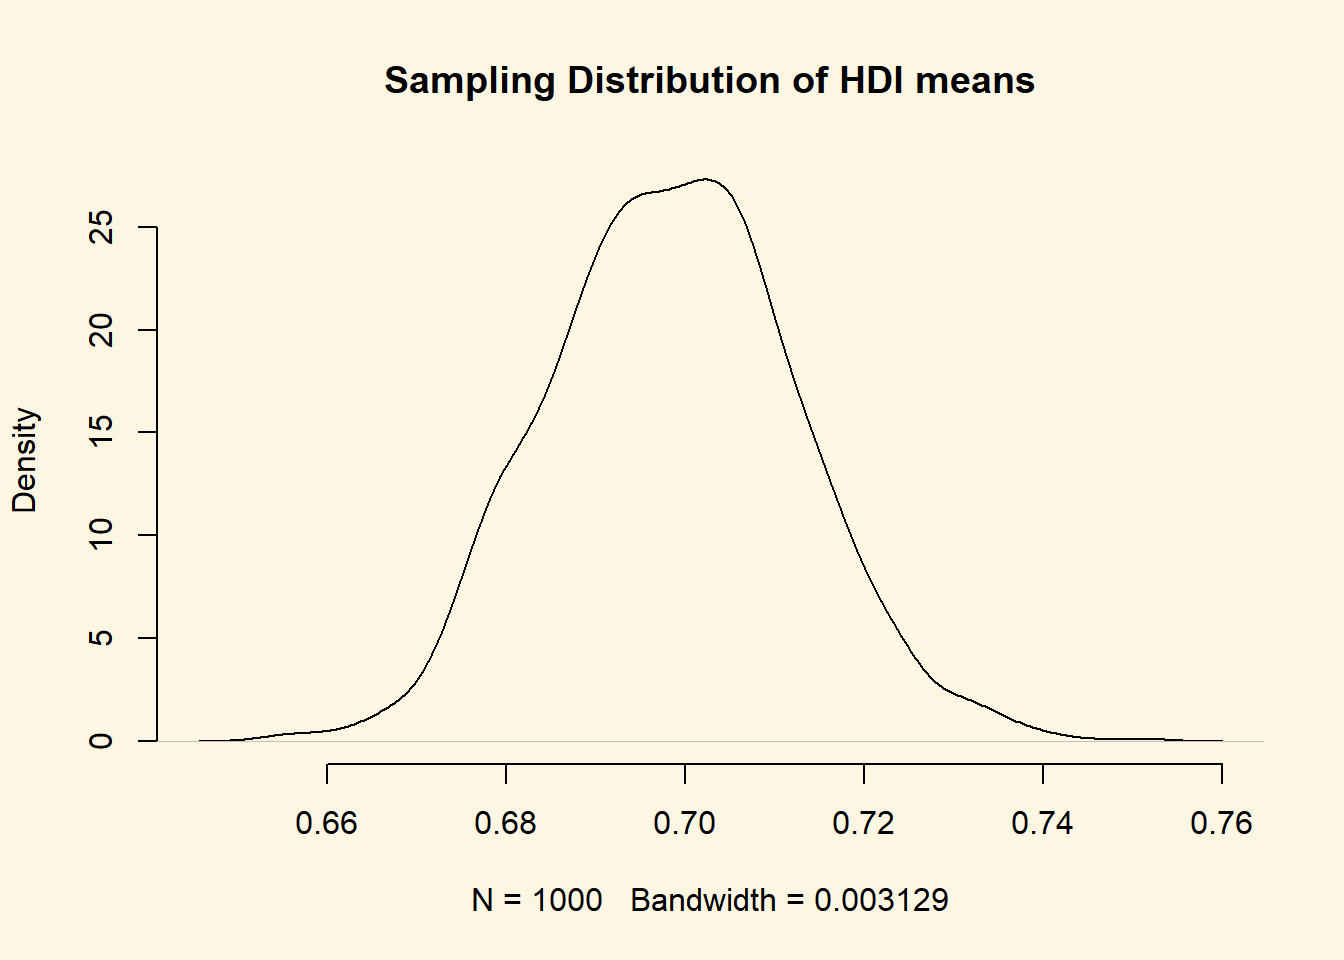 Sampling Distribution of HDI means
Density
25
20
15
10
5
0
0.66 0.68 0.70 0.72 0.74 0.76
N = 1000 Bandwidth = 0.003129